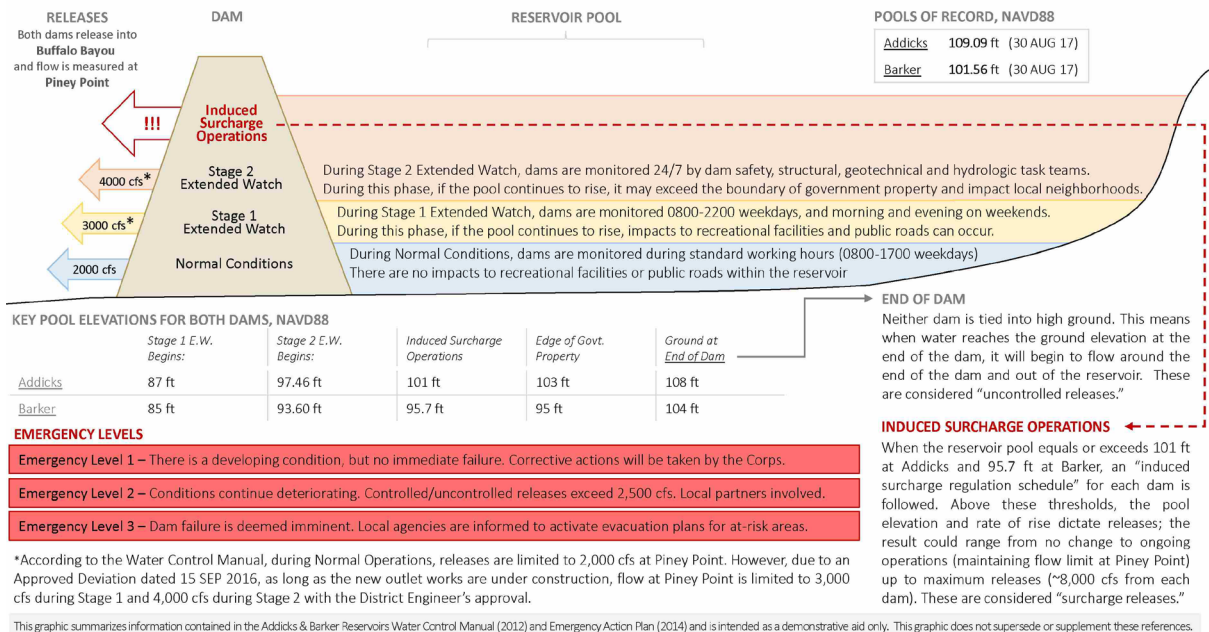 RELEASES
Both dams release into
Buffalo Bayou
and flow is measured at
Piney Point
DAM
RESERVOIR POOL
POOLS OF RECORD, NAVD88
Addicks 109.09 ft (30 AUG 17)
Barker 101.56 ft (30 AUG 17)
!!!
Induced
Surcharge
Operations
4000 cfs*
Stage 2
Extended Watch
During Stage 2 Extended Watch, dams are monitored 24/7 by dam safety, structural, geotechnical and hydrologic task teams.
During this phase, if the pool continues to rise, it may exceed the boundary of government property and impact local neighborhoods.
3000 cfs*
Stage 1
Extended Watch
During Stage 1 Extended Watch, dams are monitored 0800-2200 weekdays, and morning and evening on weekends.
During this phase, if the pool continues to rise, impacts to recreational facilities and public roads can occur.
2000 cfs
Normal Conditions
During Normal Conditions, dams are monitored during standard working hours (0800-1700 weekdays)
There are no impacts to recreational facilities or public roads within the reservoir
KEY POOL ELEVATIONS FOR BOTH DAMS, NAVD88
Stage 1 E.W. Begins: Stage 2 E.W. Begins: Induced Surcharge Operations Edge of Govt. Property Ground at End of Dam
Addicks 87 ft 97.46 ft 101 ft 103 ft 108 ft
Barker 85 ft 93.60 ft 95.7 ft 95 ft 104 ft
END OF DAM
Neither dam is tied into high ground. This means
when water reaches the ground elevation at the
end of the dam, it will begin to flow around the
end of the dam and out of the reservoir. These
are considered “uncontrolled releases.”
EMERGENCY LEVELS
Emergency Level 1 – There is a developing condition, but no immediate failure. Corrective actions will be taken by the Corps.
Emergency Level 2 – Conditions continue deteriorating. Controlled/uncontrolled releases exceed 2,500 cfs. Local partners involved.
Emergency Level 3 – Dam failure is deemed imminent. Local agencies are informed to activate evacuation plans for at-risk areas.
INDUCED SURCHARGE OPERATIONS
When the reservoir pool equals or exceeds 101 ft
at Addicks and 95.7 ft at Barker, an “induced
surcharge regulation schedule” for each dam is
followed. Above these thresholds, the pool
elevation and rate of rise dictate releases; the
result could range from no change to ongoing
operations (maintaining flow limit at Piney Point)
up to maximum releases (~8,000 cfs from each
dam). These are considered “surcharge releases.”
*According to the Water Control Manual, during Normal Operations, releases are limited to 2,000 cfs at Piney Point. However, due to an
Approved Deviation dated 15 SEP 2016, as long as the new outlet works are under construction, flow at Piney Point is limited to 3,000
cfs during Stage 1 and 4,000 cfs during Stage 2 with the District Engineer’s approval.
This graphic summarizes information contained in the Addicks & Barker Reservoirs Water Control Manual (2012) and Emergency Action Plan (2014) and is intended as a demonstrative aid only. This graphic does not supersede or supplement these references.